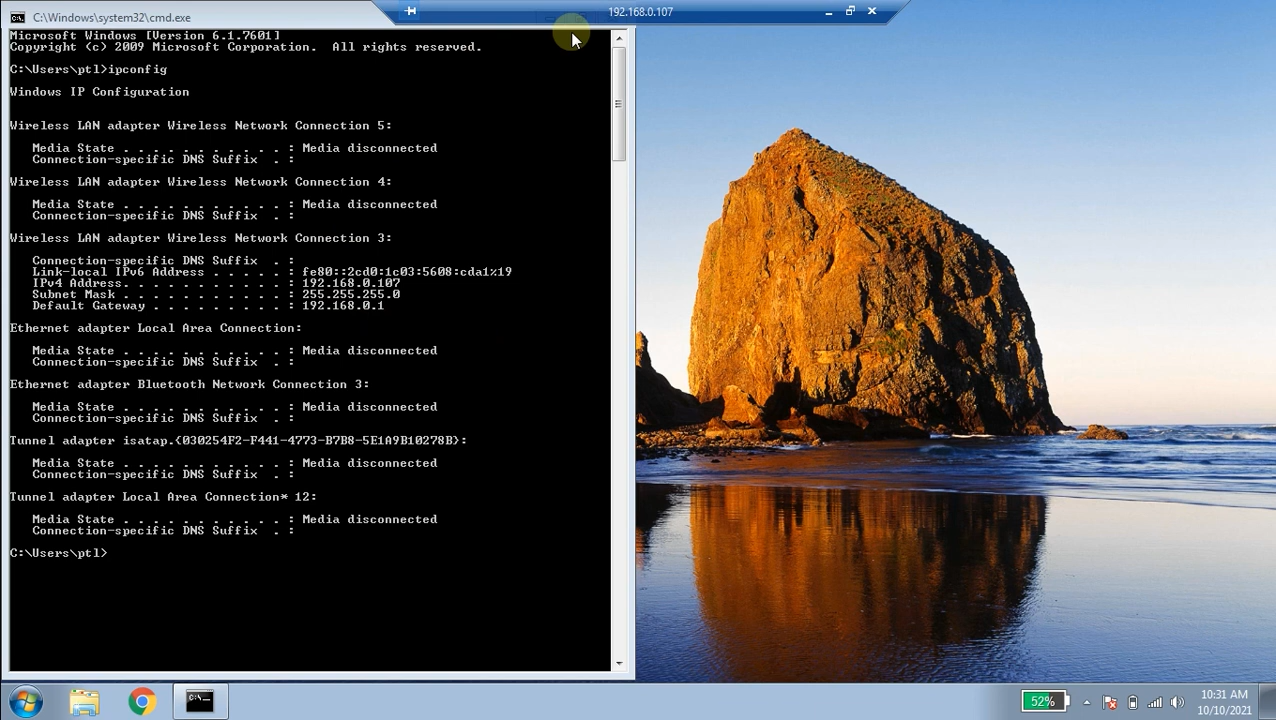 C:\Windows\system32\cmd.exe
192.168.0.107
Microsoft Windows [Version 6.1.7601]
Copyright (c) 2009 Microsoft Corporation.  All rights reserved.
C:\Users\ptl>ipconfig
Windows IP Configuration
Wireless LAN adapter Wireless Network Connection 5:
Media State . . . . . . . . . . . : Media disconnected
Connection-specific DNS Suffix  . :
Wireless LAN adapter Wireless Network Connection 4:
Media State . . . . . . . . . . . : Media disconnected
Connection-specific DNS Suffix  . :
Wireless LAN adapter Wireless Network Connection 3:
Connection-specific DNS Suffix  . :
Link-local IPv6 Address . . . . . : fe80::2cd0:1c03:5608:cda1%19
IPv4 Address. . . . . . . . . . . : 192.168.0.107
Subnet Mask . . . . . . . . . . . : 255.255.255.0
Default Gateway . . . . . . . . . : 192.168.0.1
Ethernet adapter Local Area Connection:
Media State . . . . . . . . . . . : Media disconnected
Connection-specific DNS Suffix  . :
Ethernet adapter Bluetooth Network Connection 3:
Media State . . . . . . . . . . . : Media disconnected
Connection-specific DNS Suffix  . :
Tunnel adapter isatap.{030254F2-F441-4773-B7B8-5E1A9B10278B}:
Media State . . . . . . . . . . . : Media disconnected
Connection-specific DNS Suffix  . :
Tunnel adapter Local Area Connection* 12:
Media State . . . . . . . . . . . : Media disconnected
Connection-specific DNS Suffix  . :
C:\Users\ptl>
52%
10:31 AM
10/10/2021